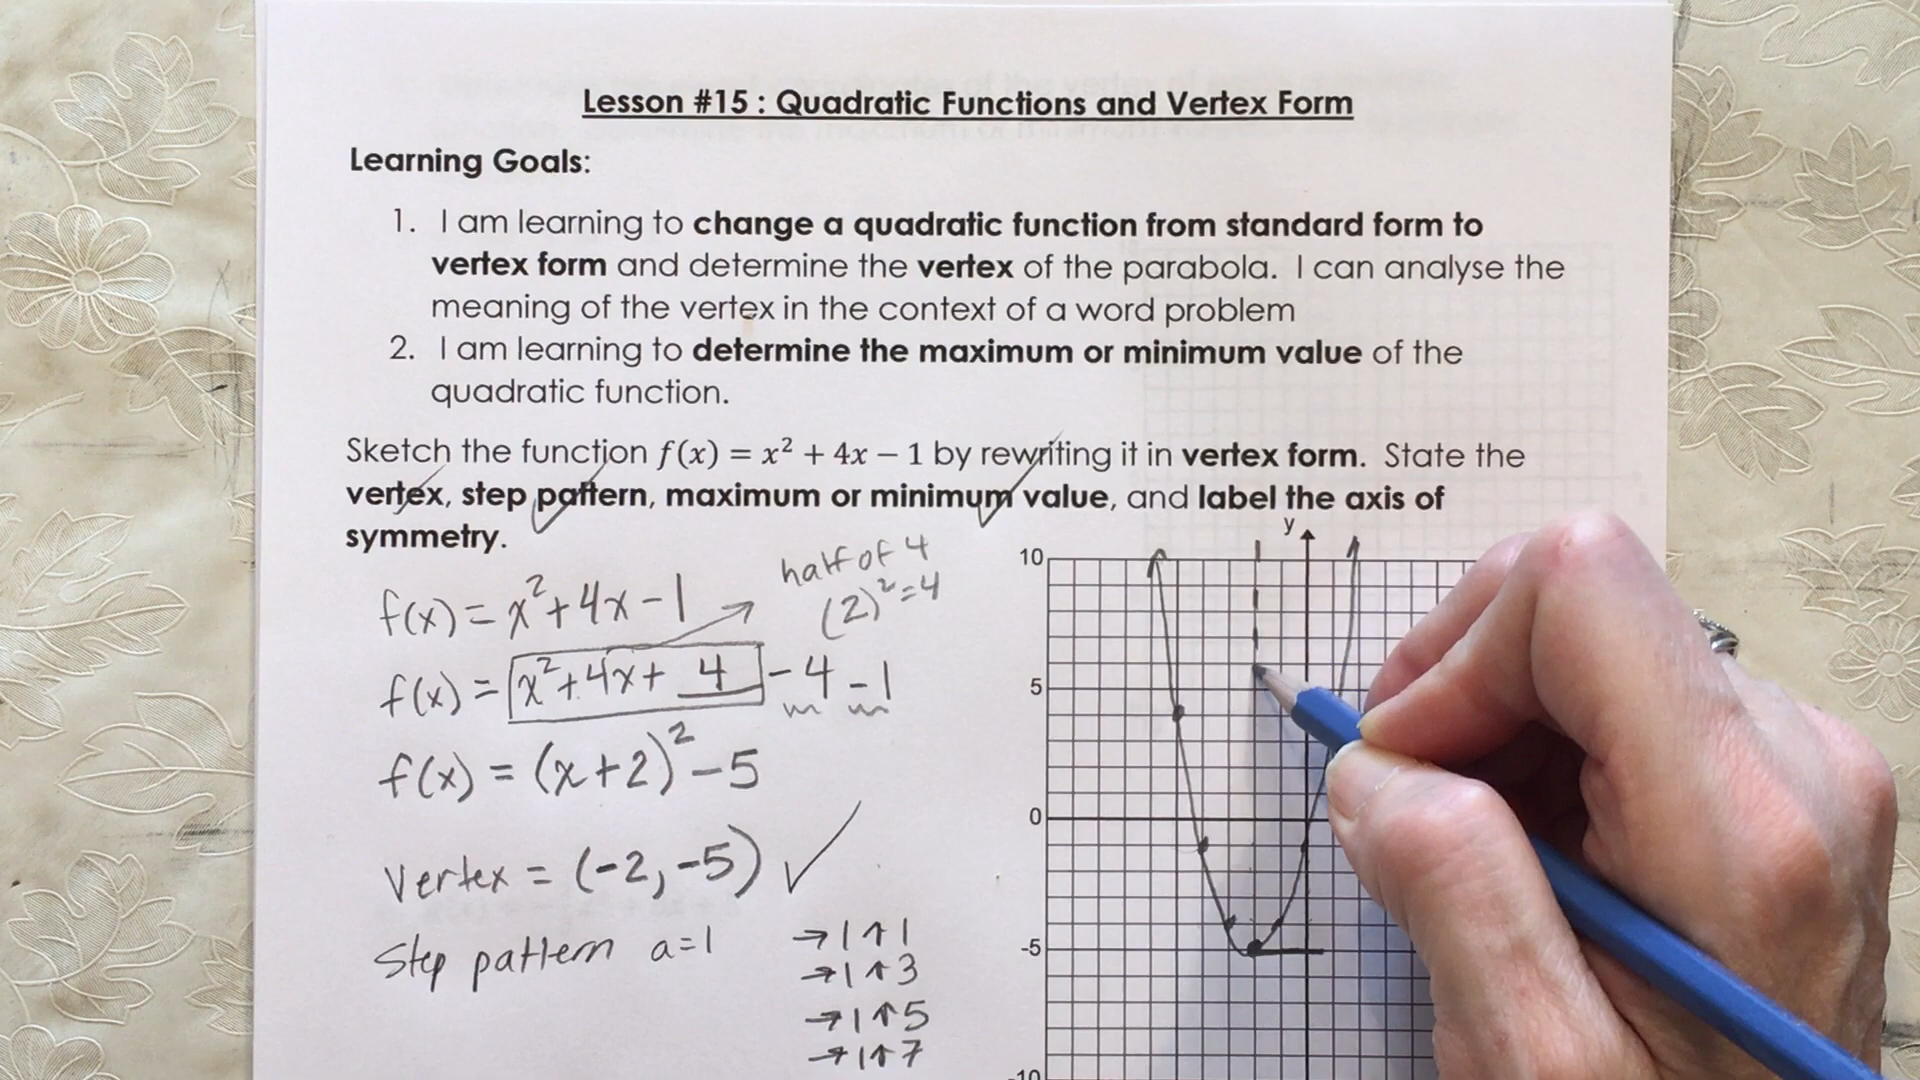 Lesson #15 : Quadratic Functions and Vertex Form
Learning Goals:
1. I am learning to change a quadratic function from standard form to
vertex form and determine the vertex of the parabola. I can analyse the
meaning of the vertex in the context of a word problem
2. I am learning to determine the maximum or minimum value of the
quadratic function.
Sketch the function f(x) = x² + 4x − 1 by rewriting it in vertex form. State the
vertex, step pattern, maximum or minimum value, and label the axis of
symmetry.
half of 4
(2)²=4
f(x) = x²+4x-1
f(x) = x²+4x+ 4 -4 -1
f(x) = (x+2)²-5
vertex = (-2,-5) ✓
Step pattern a=1
→1↑1
→1↑3
→1↑5
→1↑7
y
10
5
0
-5
-10